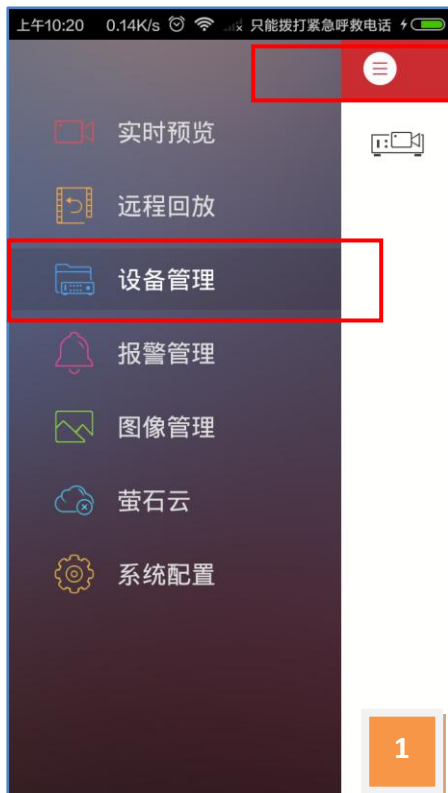 上午10:20 0.14K/s 只能拨打紧急呼救电话
实时预览
远程回放
设备管理
报警管理
图像管理
萤石云
系统配置
1